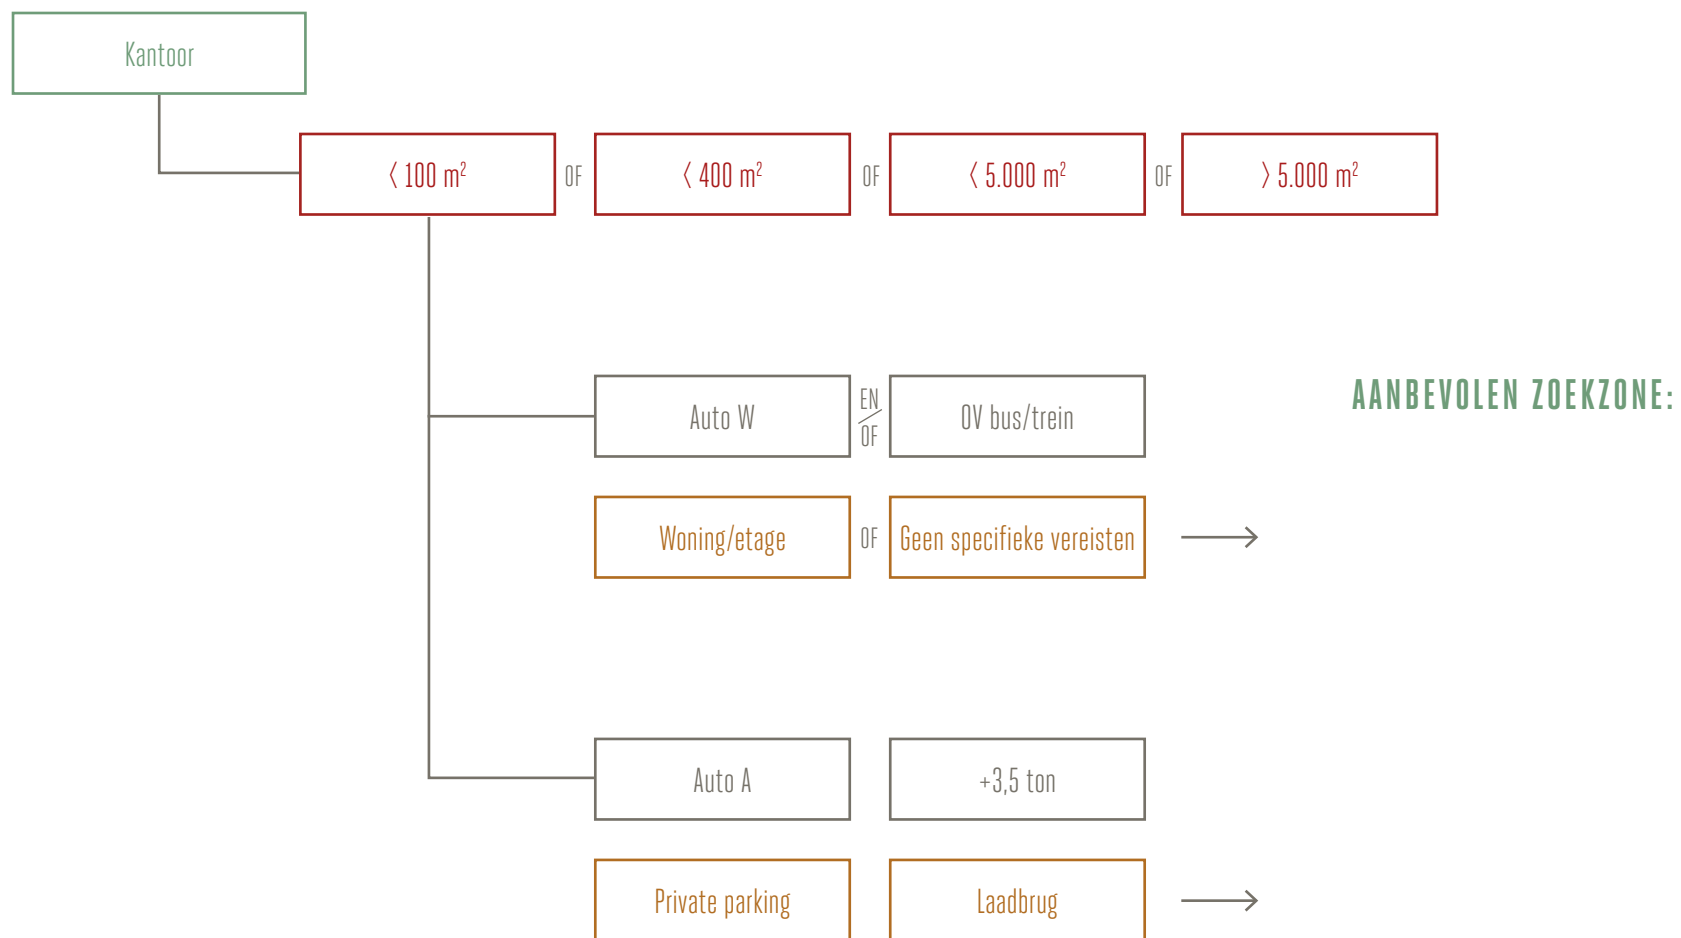 Kantoor
< 100 m² OF < 400 m² OF < 5.000 m² OF > 5.000 m²
Auto W EN/OF OV bus/trein
AANBEVOLEN ZOEKZONE:
Woning/etage OF Geen specifieke vereisten
Auto A +3,5 ton
Private parking Laadbrug